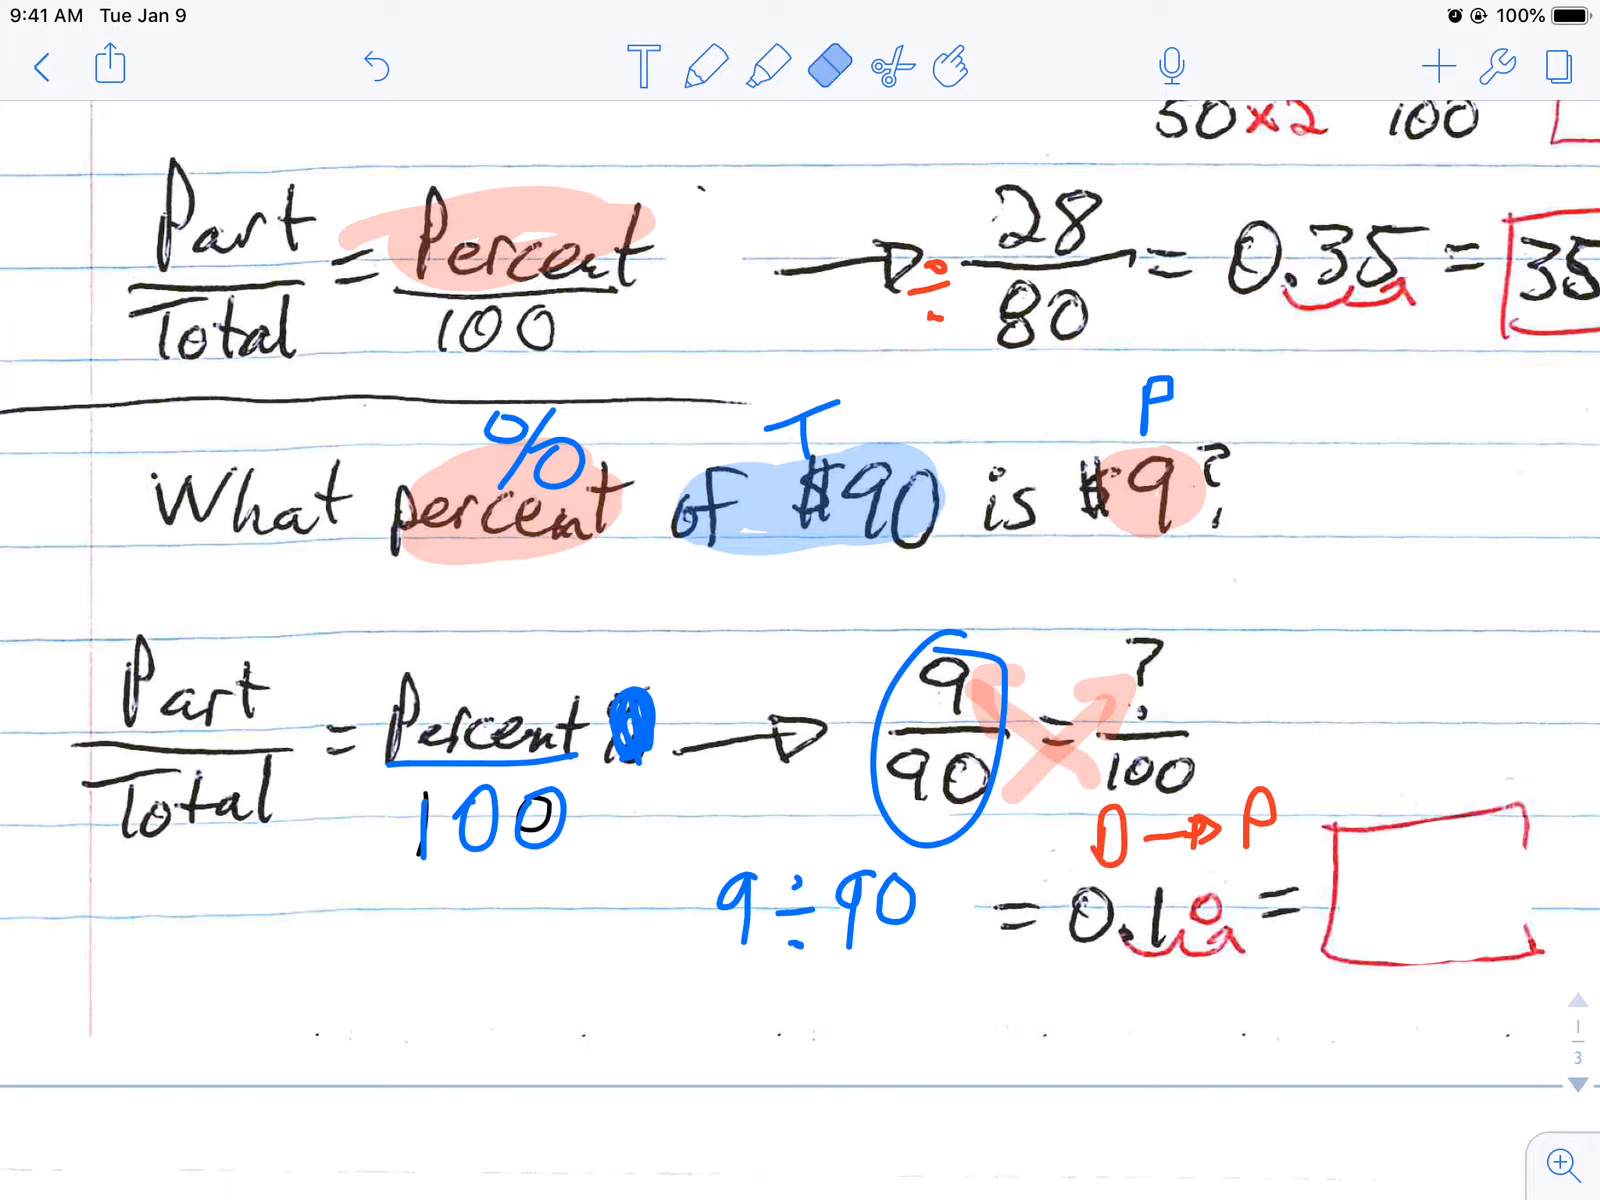 9:41 AM Tue Jan 9 100%
T
50×2 100
Part/Total = Percent/100 → ÷ 28/80 = 0.35 = 35
% T P
What percent of $90 is $9?
Part/Total = Percent/100 → 9/90 = ?/100
D → P
9 ÷ 90 = 0.10 =
1
3